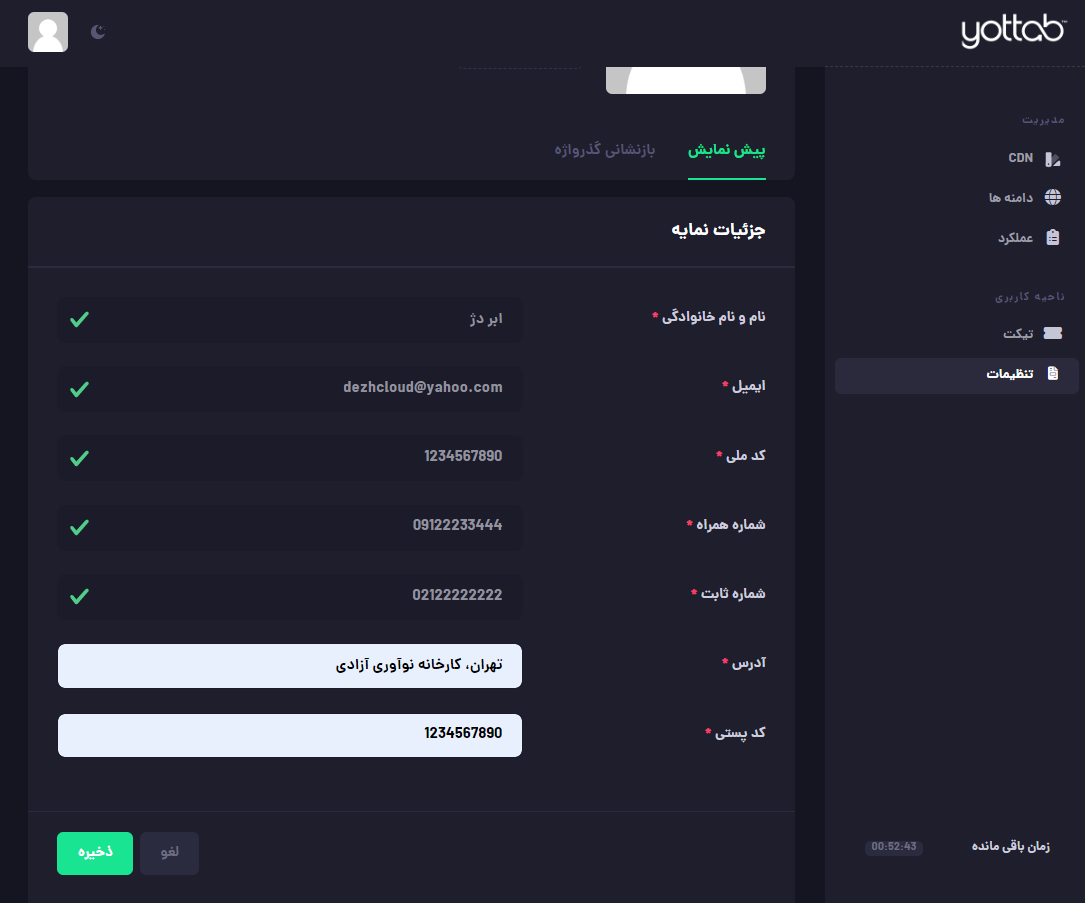 yottab™
مدیریت
CDN
دامنه ها
عملکرد
ناحیه کاربری
تیکت
تنظیمات
زمان باقی مانده 00:52:43
پیش نمایش بازنشانی گذرواژه
جزئیات نمایه
نام و نام خانوادگی * ابر دژ
ایمیل * dezhcloud@yahoo.com
کد ملی * 1234567890
شماره همراه * 09122233444
شماره ثابت * 02122222222
آدرس * تهران، کارخانه نوآوری آزادی
کد پستی * 1234567890
لغو ذخیره